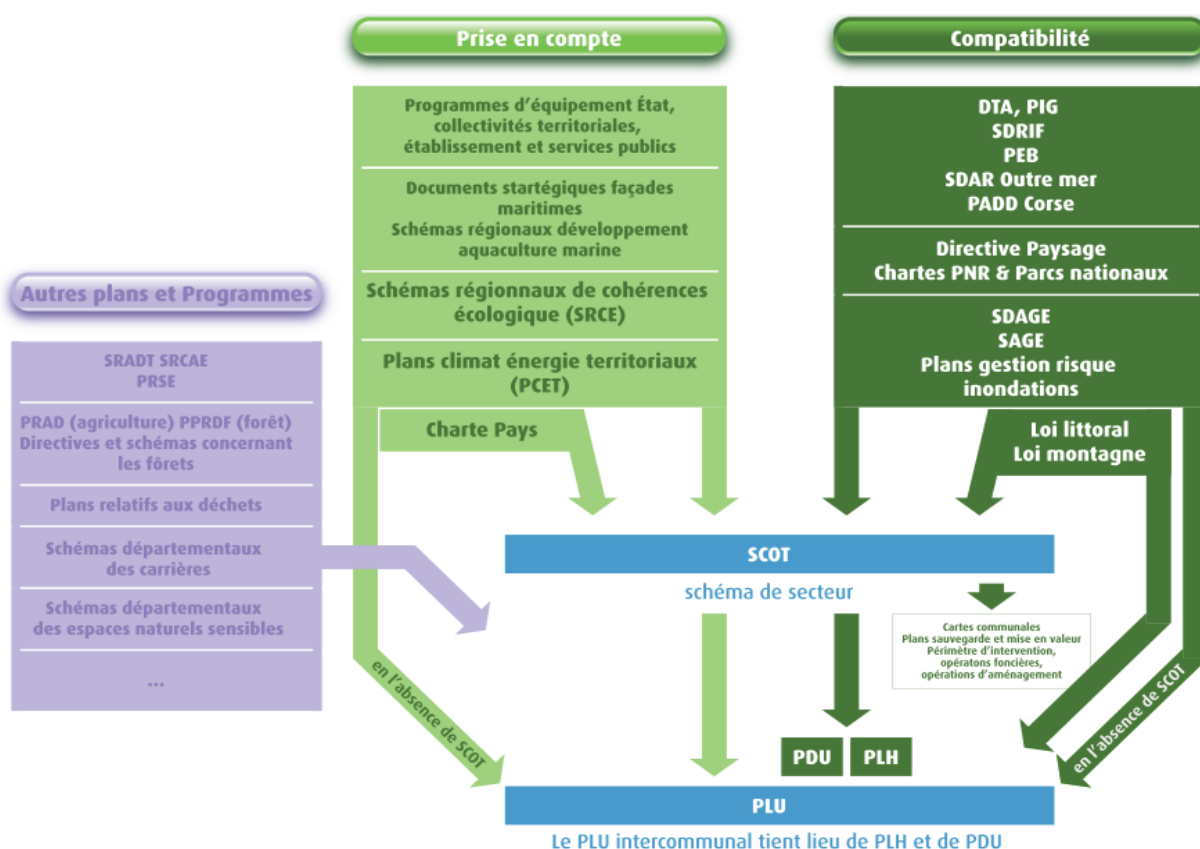 Prise en compte
Programmes d'équipement État,
collectivités territoriales,
établissement et services publics
Documents startégiques façades
maritimes
Schémas régionaux développement
aquaculture marine
Schémas régionnaux de cohérences
écologique (SRCE)
Plans climat énergie territoriaux
(PCET)
Charte Pays
en l'absence de SCOT
Compatibilité
DTA, PIG
SDRIF
PEB
SDAR Outre mer
PADD Corse
Directive Paysage
Chartes PNR & Parcs nationaux
SDAGE
SAGE
Plans gestion risque
inondations
Loi littoral
Loi montagne
en l'absence de SCOT
Autres plans et Programmes
SRADT SRCAE
PRSE
PRAD (agriculture) PPRDF (forêt)
Directives et schémas concernant
les fôrets
Plans relatifs aux déchets
Schémas départementaux
des carrières
Schémas départementaux
des espaces naturels sensibles
...
SCOT
schéma de secteur
Cartes communales
Plans sauvegarde et mise en valeur
Périmètre d'intervention,
opératons foncières,
opérations d'aménagement
PDU
PLH
PLU
Le PLU intercommunal tient lieu de PLH et de PDU